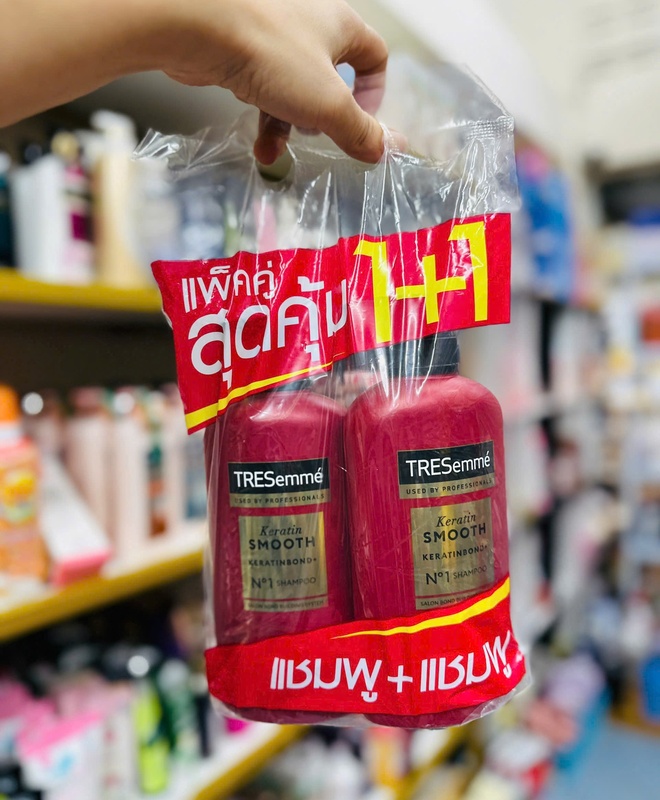 แพ็คคู่
สุดคุ้ม
1+1
TRESemmé
USED BY PROFESSIONALS
Keratin
SMOOTH
KERATINBOND+
Nº1 SHAMPOO
TRESemmé
USED BY PROFESSIONALS
Keratin
SMOOTH
KERATINBOND+
Nº1 SHAMPOO
แชมพู + แชมพู